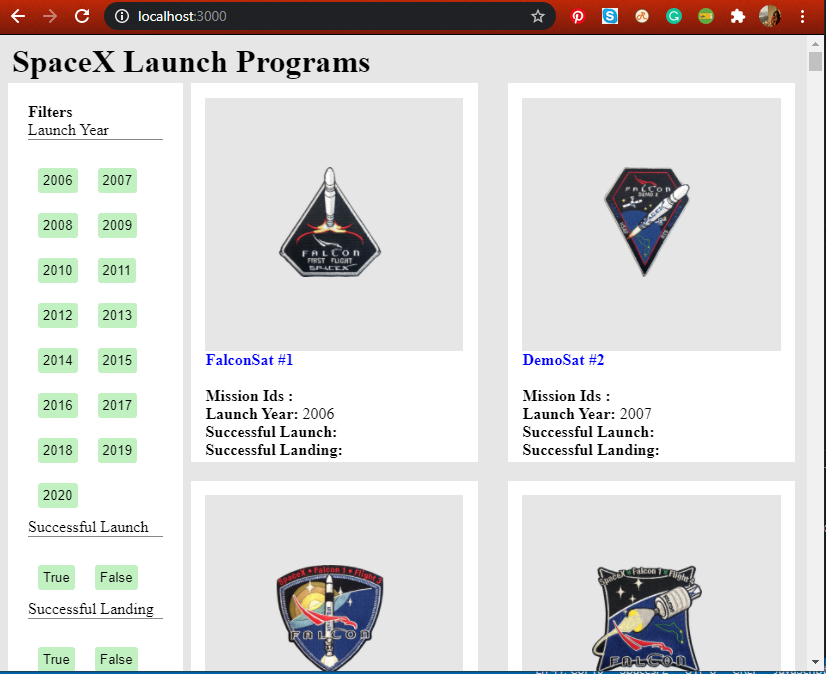 localhost:3000
SpaceX Launch Programs
Filters
Launch Year
2006 2007
2008 2009
2010 2011
2012 2013
2014 2015
2016 2017
2018 2019
2020
Successful Launch
True False
Successful Landing
True False
FALCON
FIRST FLIGHT
SPACEX
FalconSat #1
Mission Ids :
Launch Year: 2006
Successful Launch:
Successful Landing:
FALCON
DEMO 2
DemoSat #2
Mission Ids :
Launch Year: 2007
Successful Launch:
Successful Landing:
SpaceX • Falcon 1 • Flight 3
FALCON
SpaceX • Falcon 1 • Flight
FALCON